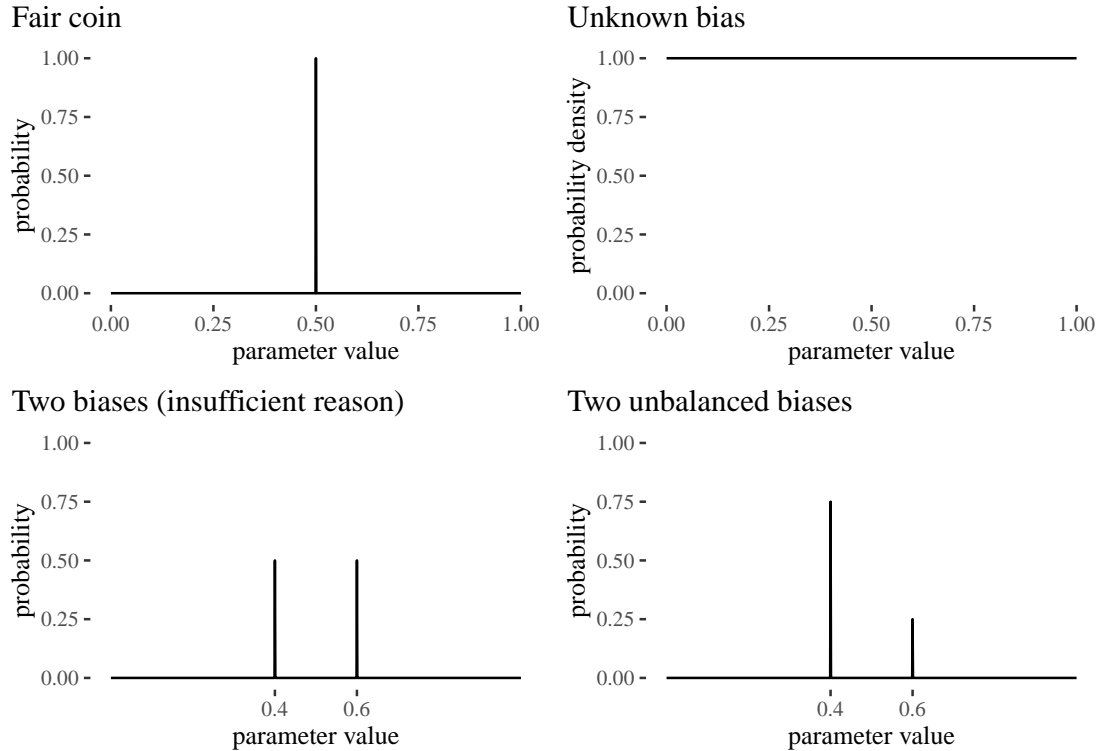 Fair coin
1.00
0.75
0.50
0.25
0.00
probability
0.00 0.25 0.50 0.75 1.00
parameter value
Unknown bias
1.00
0.75
0.50
0.25
0.00
probability density
0.00 0.25 0.50 0.75 1.00
parameter value
Two biases (insufficient reason)
1.00
0.75
0.50
0.25
0.00
probability
0.4 0.6
parameter value
Two unbalanced biases
1.00
0.75
0.50
0.25
0.00
probability
0.4 0.6
parameter value